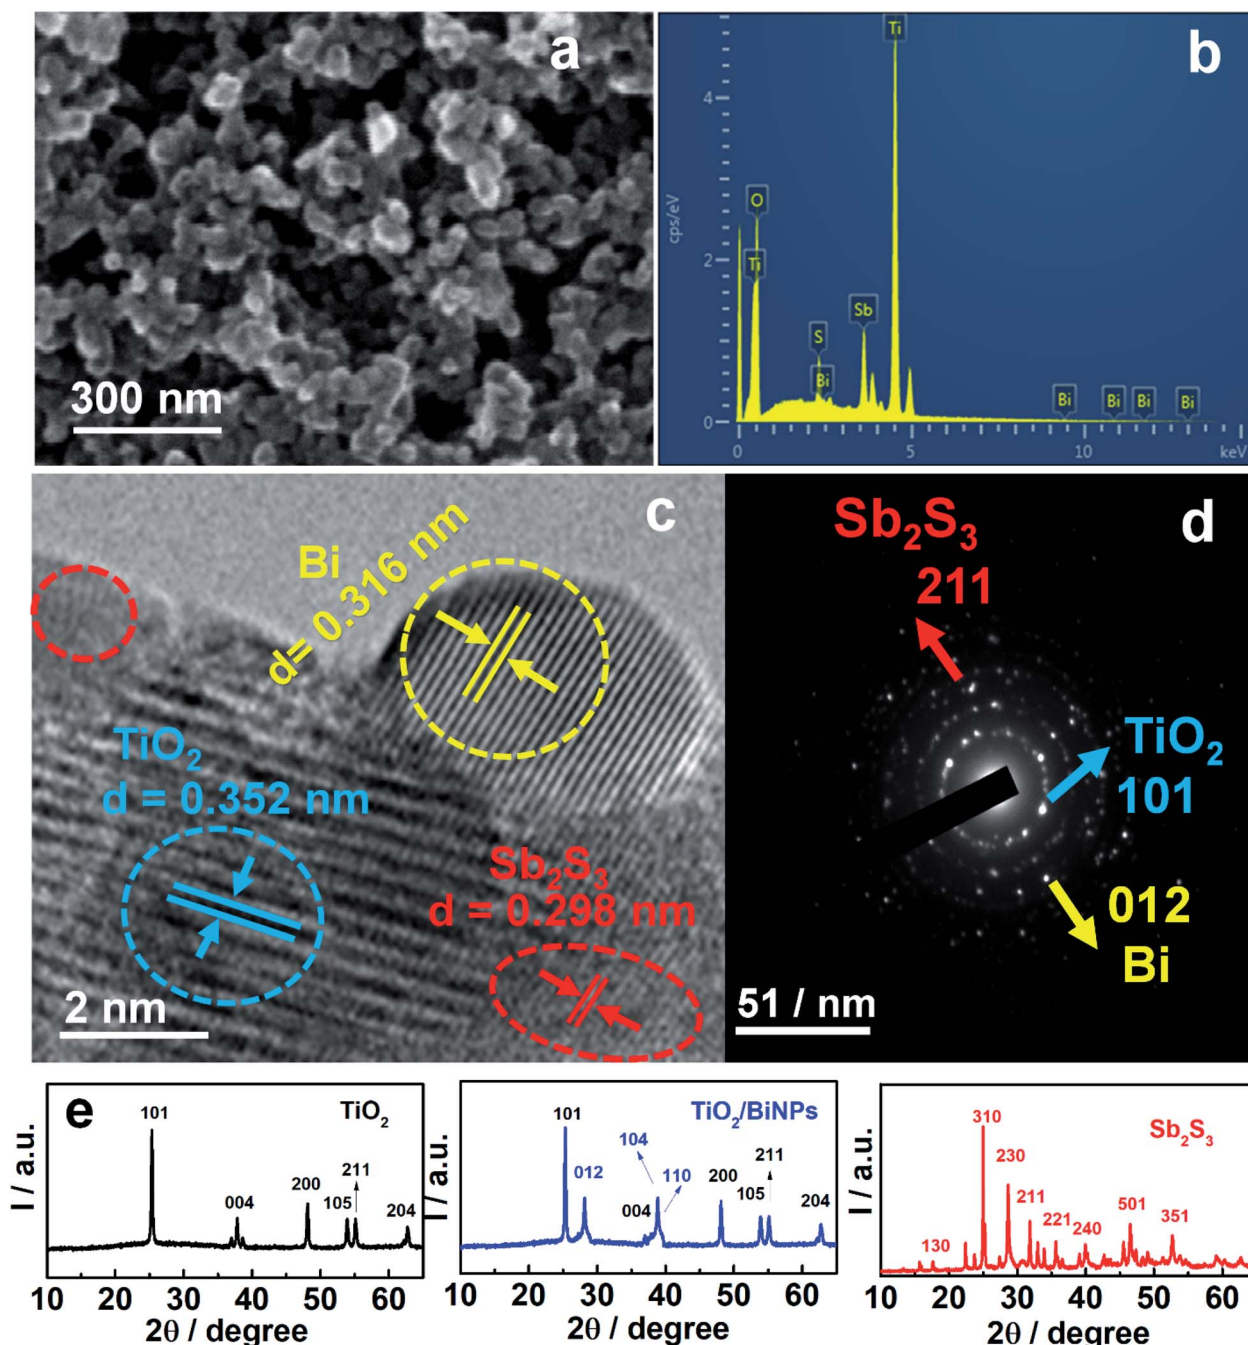 a
300 nm
b
cps/eV
4
2
0
Ti
O
Ti
S
Bi
Sb
Bi
Bi
Bi
Bi
0
5
10
keV
c
Bi
d= 0.316 nm
TiO₂
d = 0.352 nm
Sb₂S₃
d = 0.298 nm
2 nm
d
Sb₂S₃
211
TiO₂
101
012
Bi
51 / nm
e
TiO₂
I / a.u.
101
004
200
105
211
204
10 20 30 40 50 60
2θ / degree
TiO₂/BiNPs
I / a.u.
101
012
104
004
110
200
105
211
204
10 20 30 40 50 60
2θ / degree
Sb₂S₃
I / a.u.
130
310
230
211
221
240
501
351
10 20 30 40 50 60
2θ / degree